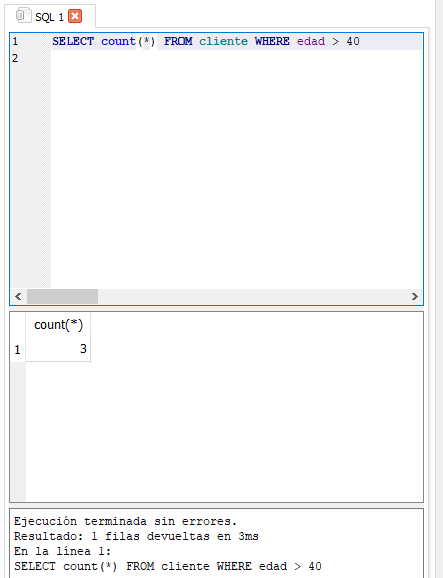 SQL 1
1 SELECT count(*) FROM cliente WHERE edad > 40
2
count(*)
1 3
Ejecución terminada sin errores.
Resultado: 1 filas devueltas en 3ms
En la línea 1:
SELECT count(*) FROM cliente WHERE edad > 40